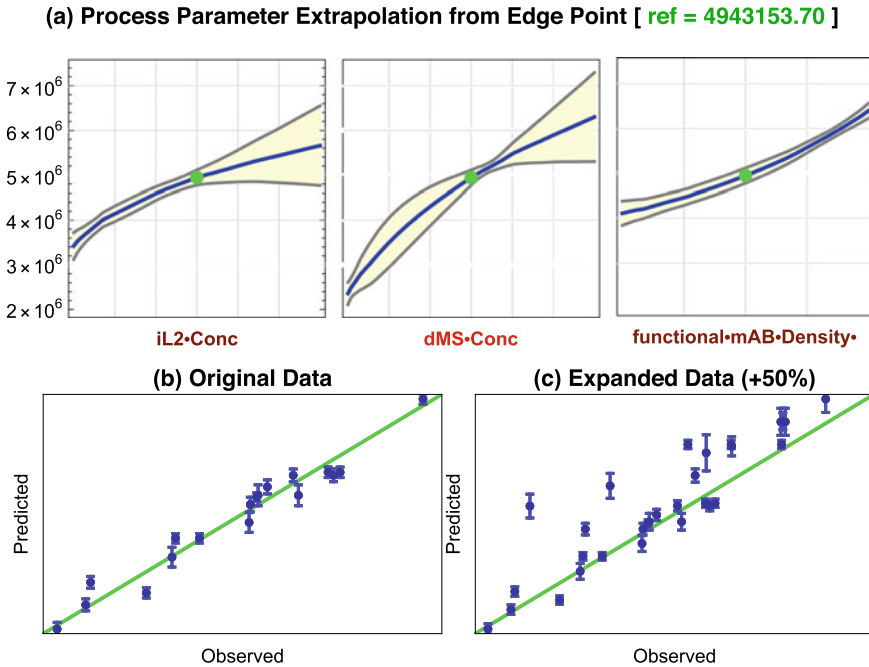 (a) Process Parameter Extrapolation from Edge Point [ ref = 4943153.70 ]
7 × 10⁶
6 × 10⁶
5 × 10⁶
4 × 10⁶
3 × 10⁶
2 × 10⁶
iL2•Conc
dMS•Conc
functional•mAB•Density•
(b) Original Data
(c) Expanded Data (+50%)
Predicted
Predicted
Observed
Observed